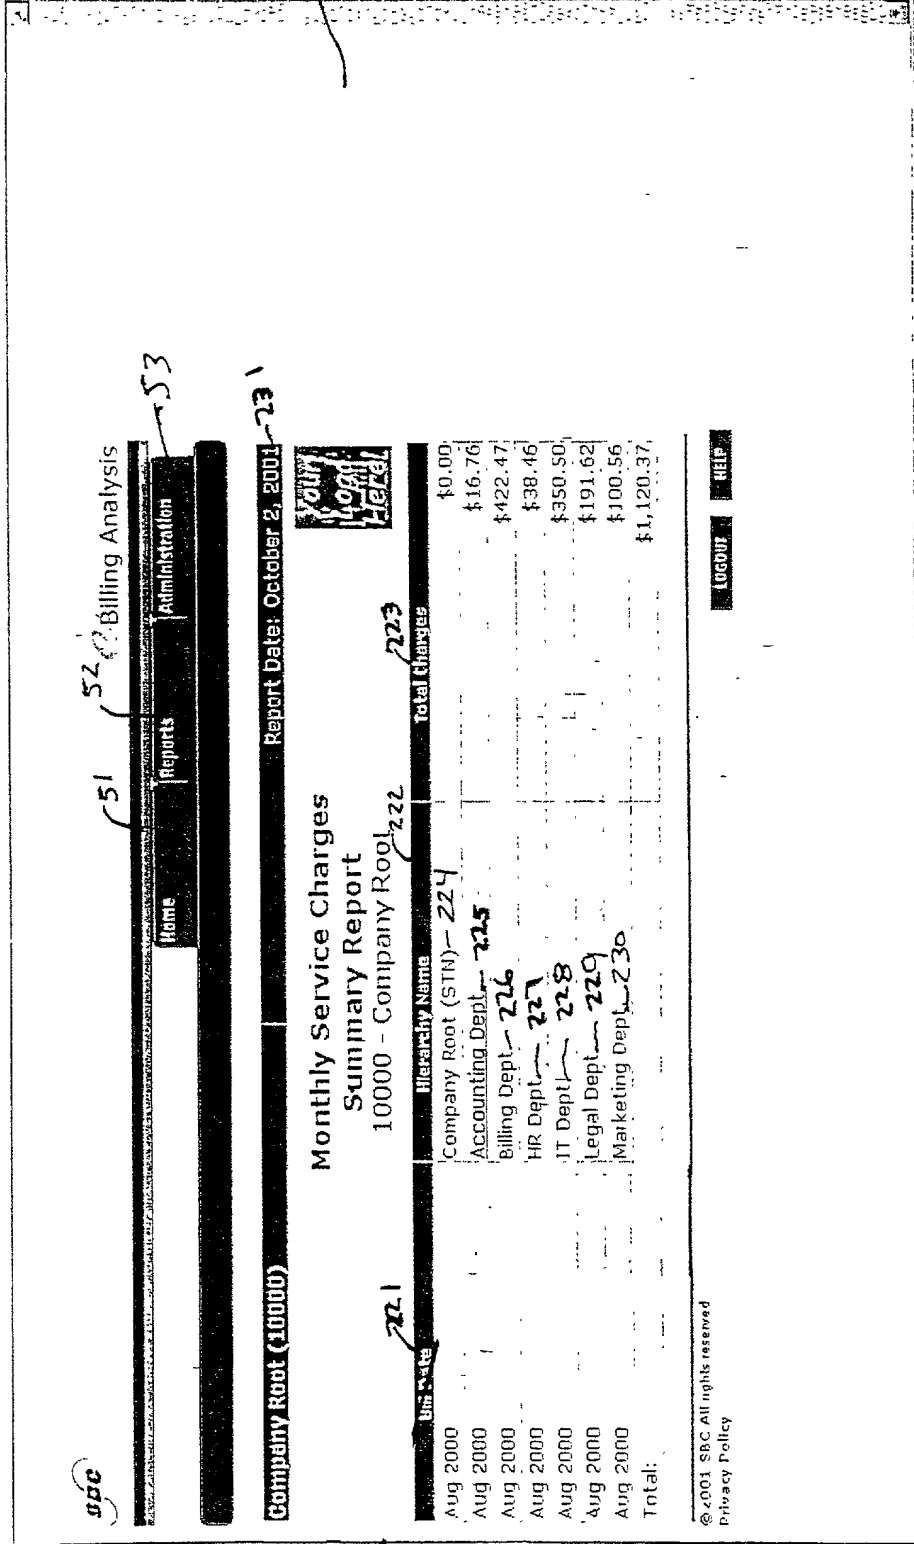 SBC
51
52
Billing Analysis
Home Reports Administration
53
Company Root (10000) Report Date: October 2, 2001
231
Monthly Service Charges
Summary Report
10000 - Company Root
Your
Logo
Here!
221
222
223
Hierarchy Name Total Charges
Aug 2000 Company Root (STN) 224 $0.00
Aug 2000 Accounting Dept 225 $16.76
Aug 2000 Billing Dept 226 $422.47
Aug 2000 HR Dept 227 $38.46
Aug 2000 IT Dept 228 $350.50
Aug 2000 Legal Dept 229 $191.62
Aug 2000 Marketing Dept 230 $100.56
Total: $1,120.37
LOGOUT HELP
© 2001 SBC All rights reserved
Privacy Policy